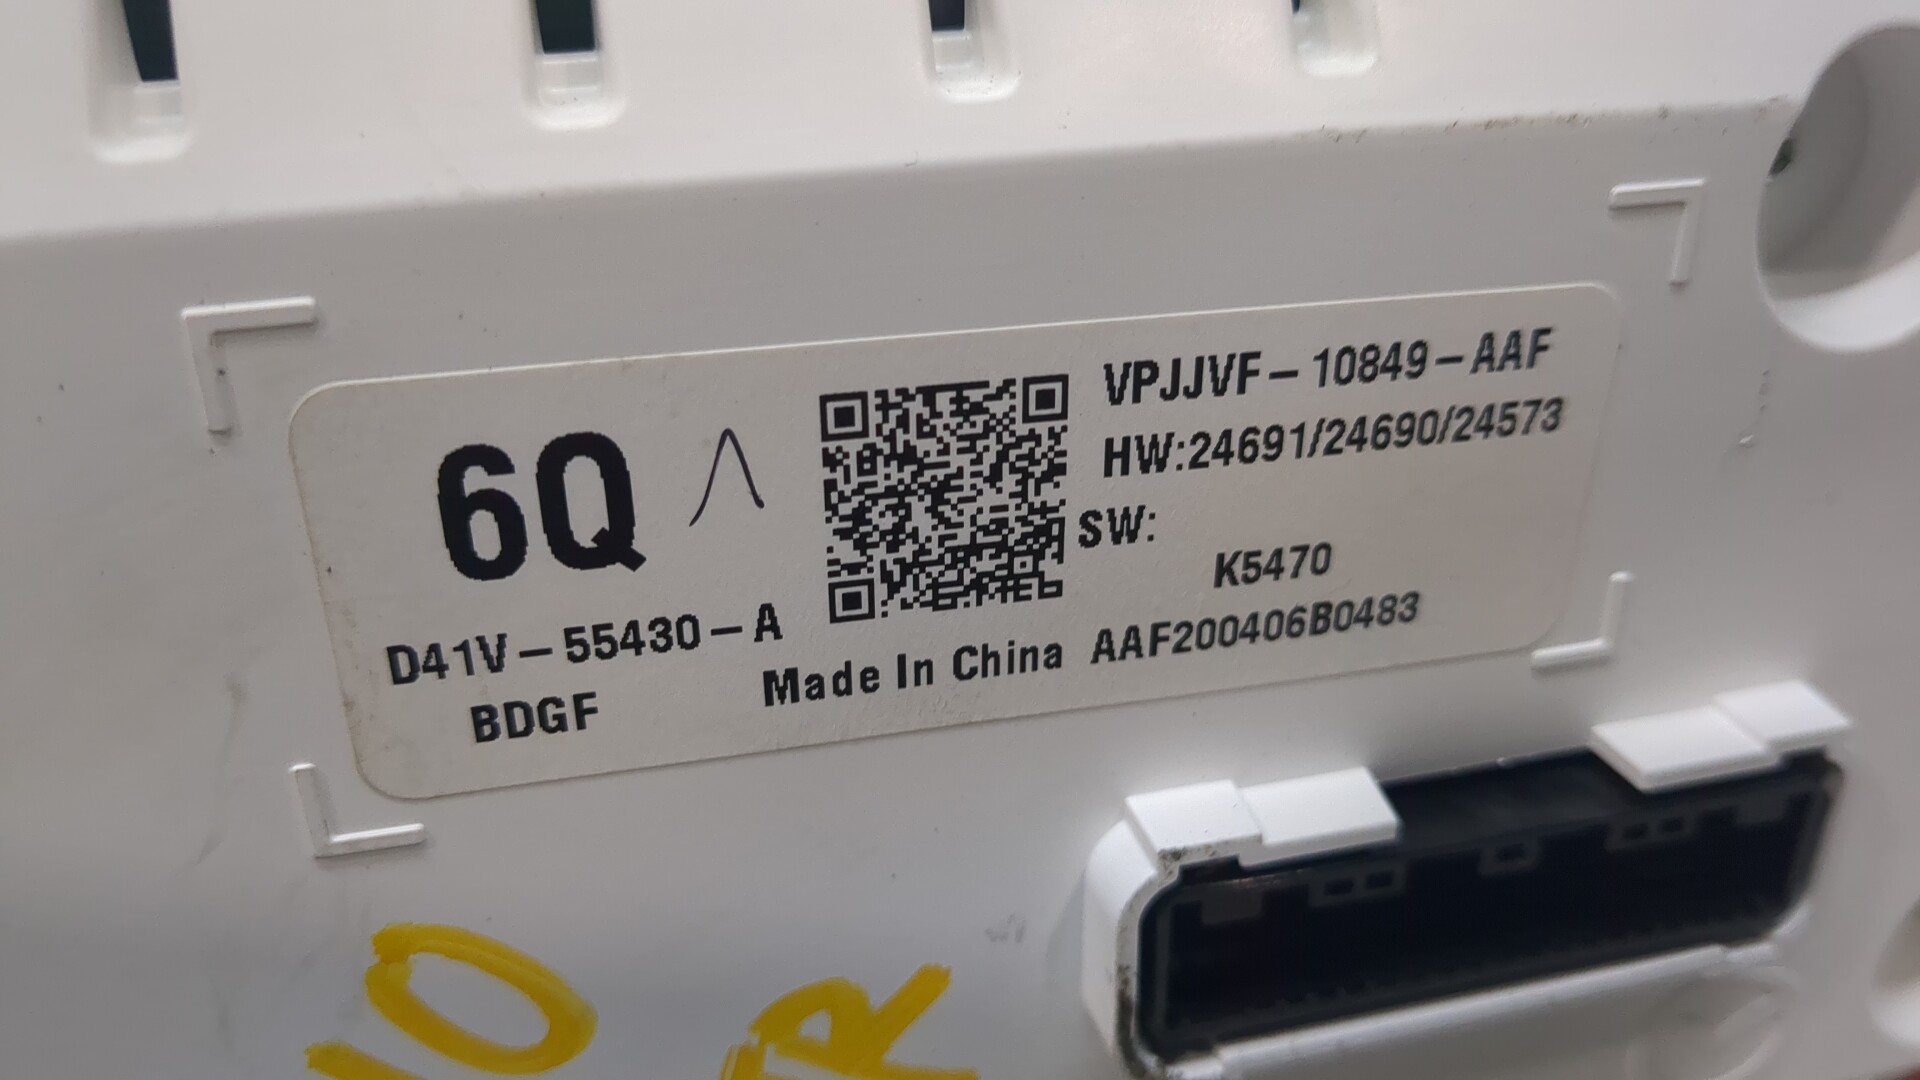 6Q
VPJJVF-10849-AAF
HW:24691/24690/24573
SW:
K5470
D41V-55430-A
BDGF
Made In China AAF200406B0483